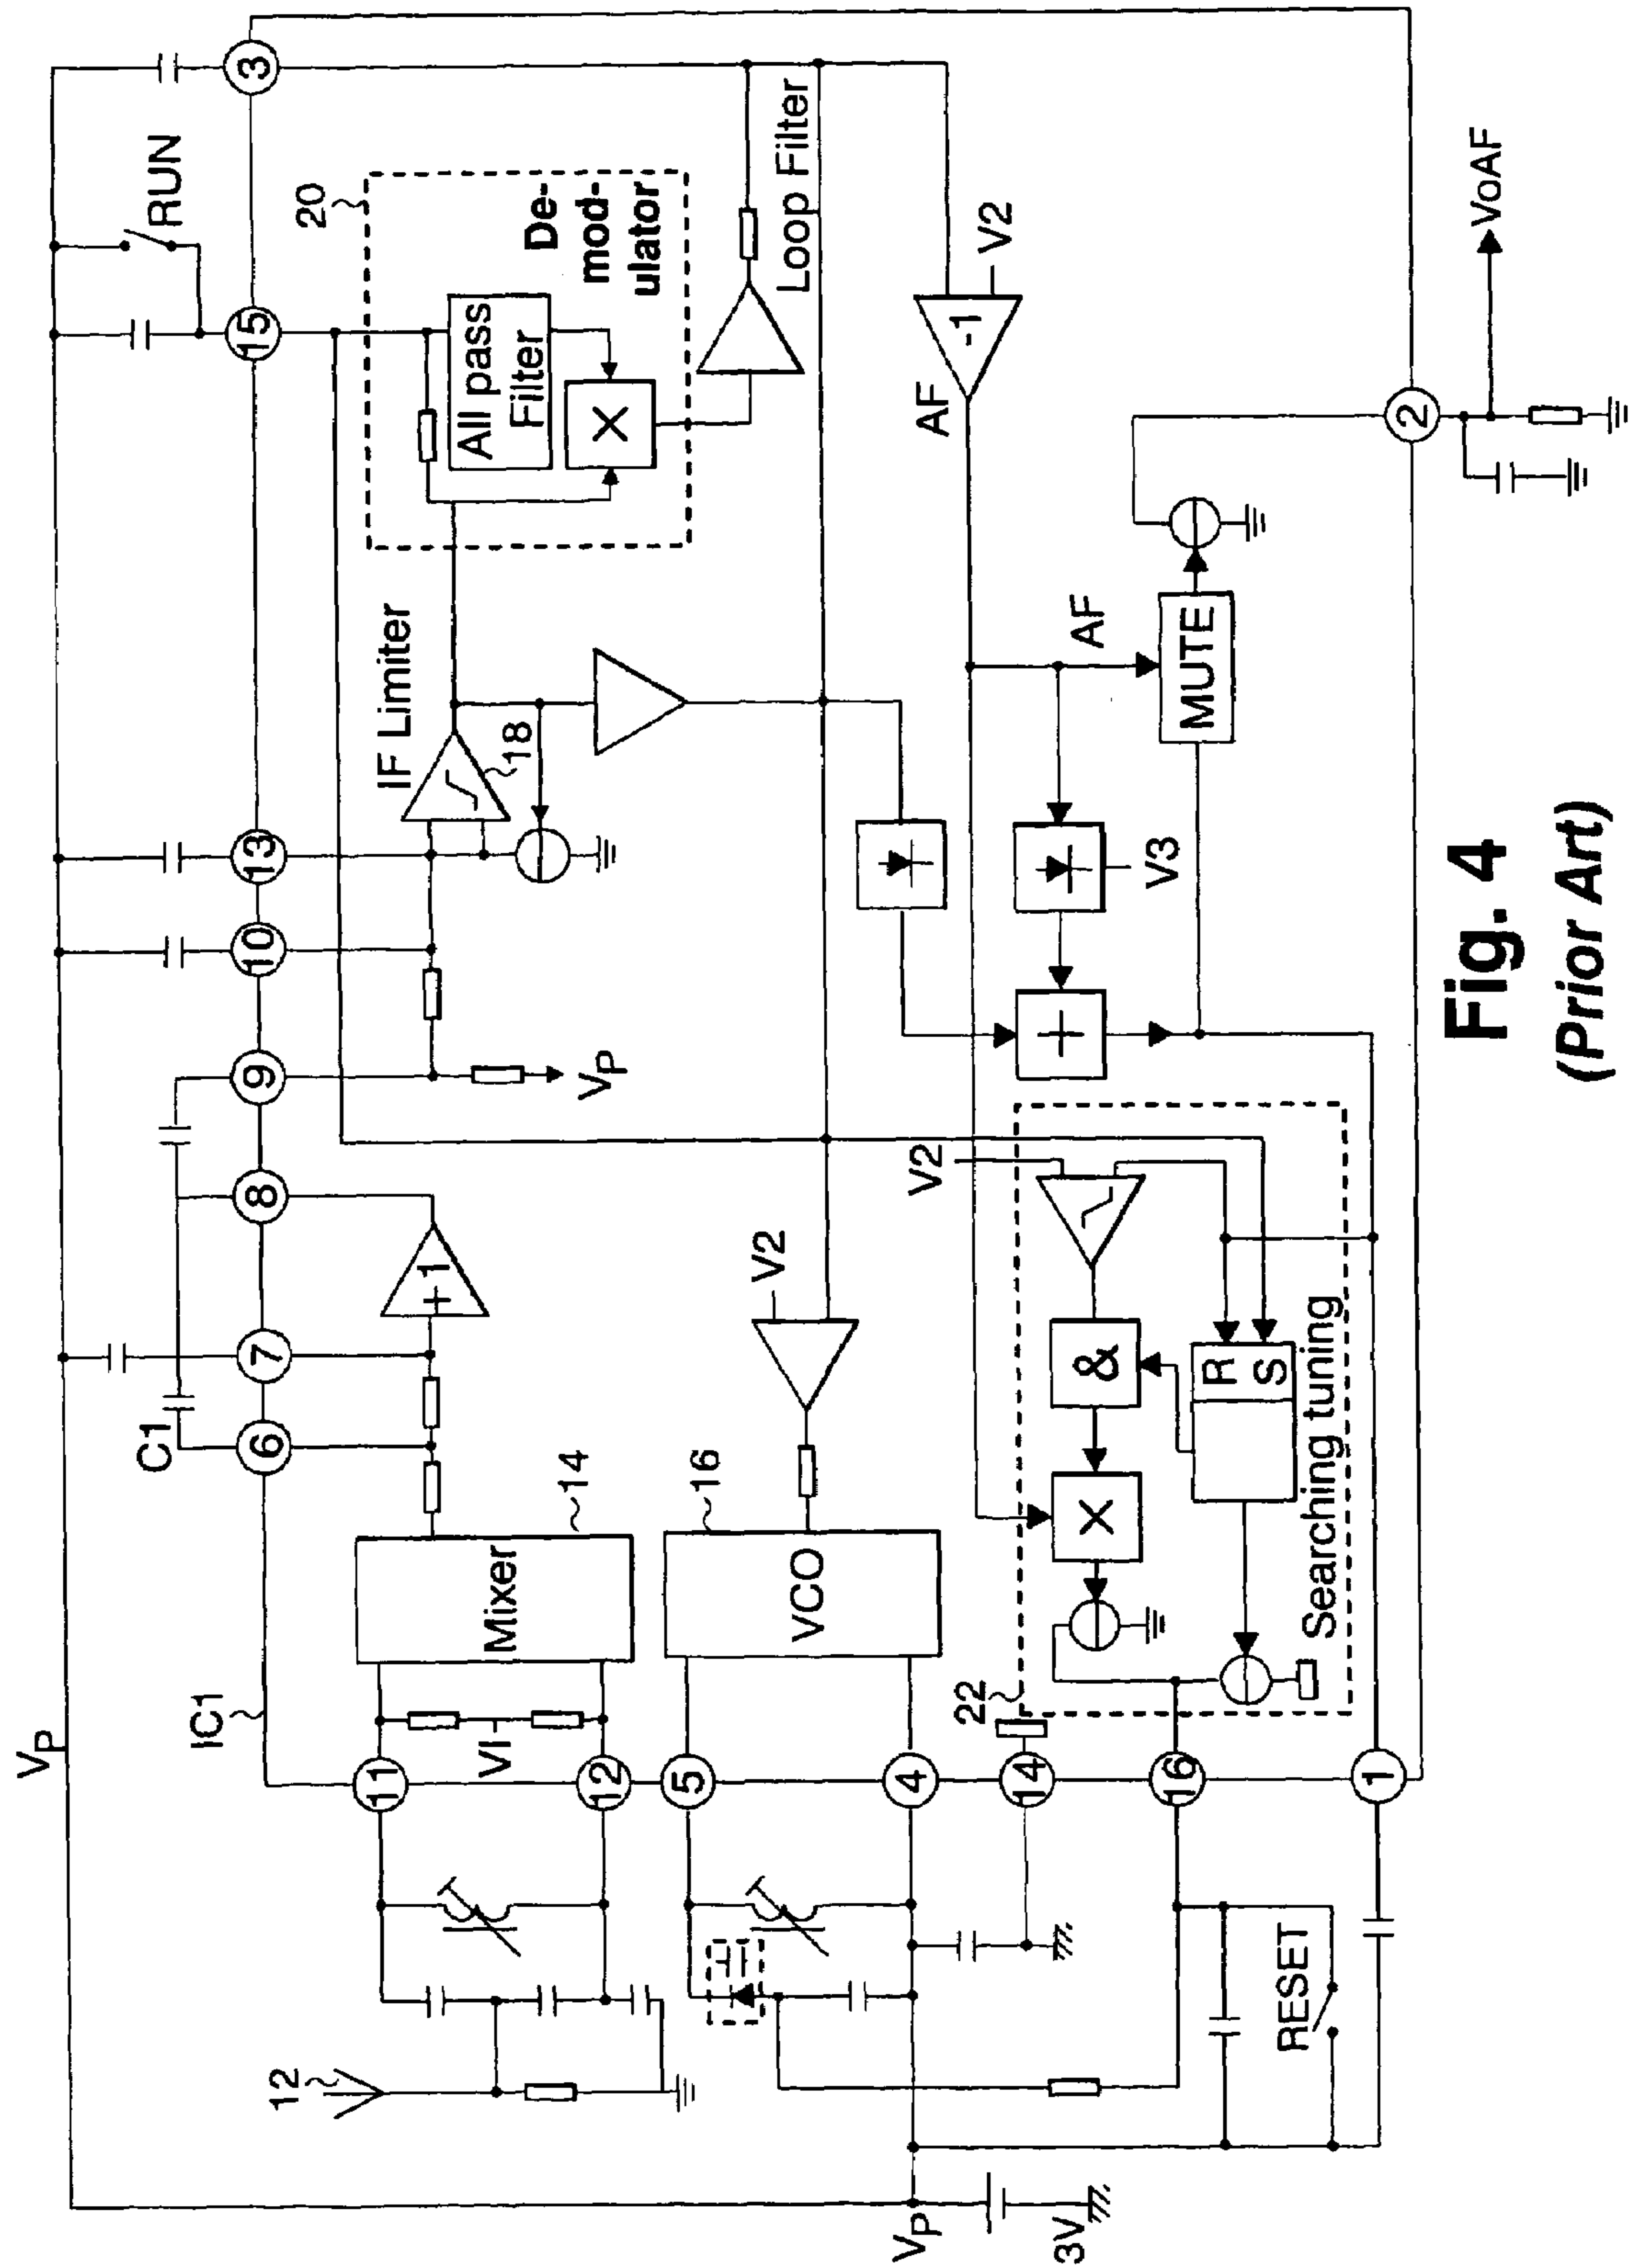 VP
IC1
C1
6
7
8
9
10
13
15
3
RUN
20
11
VI
12
Mixer
14
+1
VP
IF Limiter
18
All pass
Filter
X
De-
mod-
ulator
Loop Filter
12
5
4
VCO
16
V2
-1
V2
AF
22
14
16
1
V2
&
X
R
S
Searching tuning
+
V3
AF
MUTE
2
VoAF
RESET
VP
3V
Fig. 4
(Prior Art)